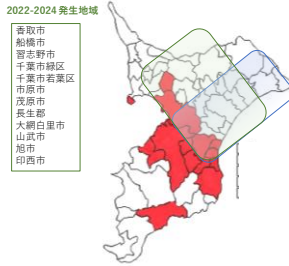 2022-2024 発生地域
香取市
船橋市
習志野市
千葉市緑区
千葉市若葉区
市原市
茂原市
長生郡
大網白里市
山武市
旭市
印西市